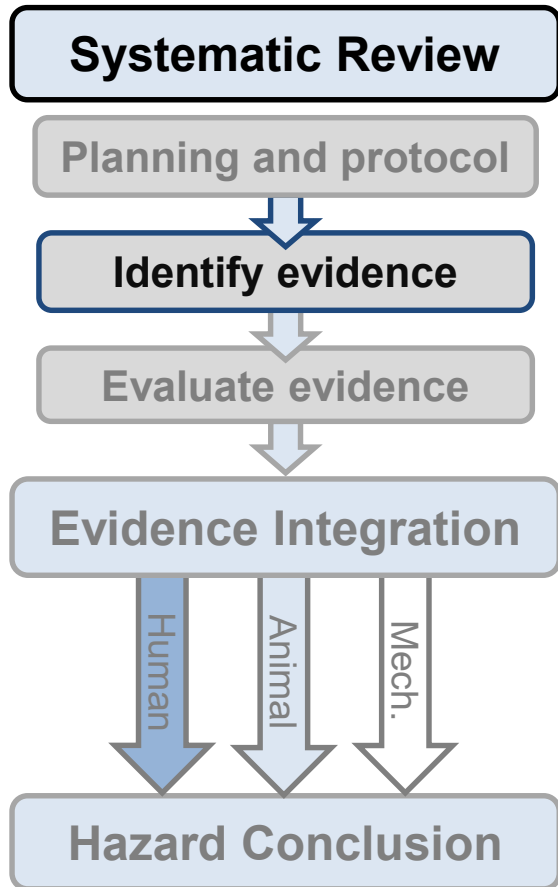 Systematic Review
Planning and protocol
Identify evidence
Evaluate evidence
Evidence Integration
Human
Animal
Mech.
Hazard Conclusion